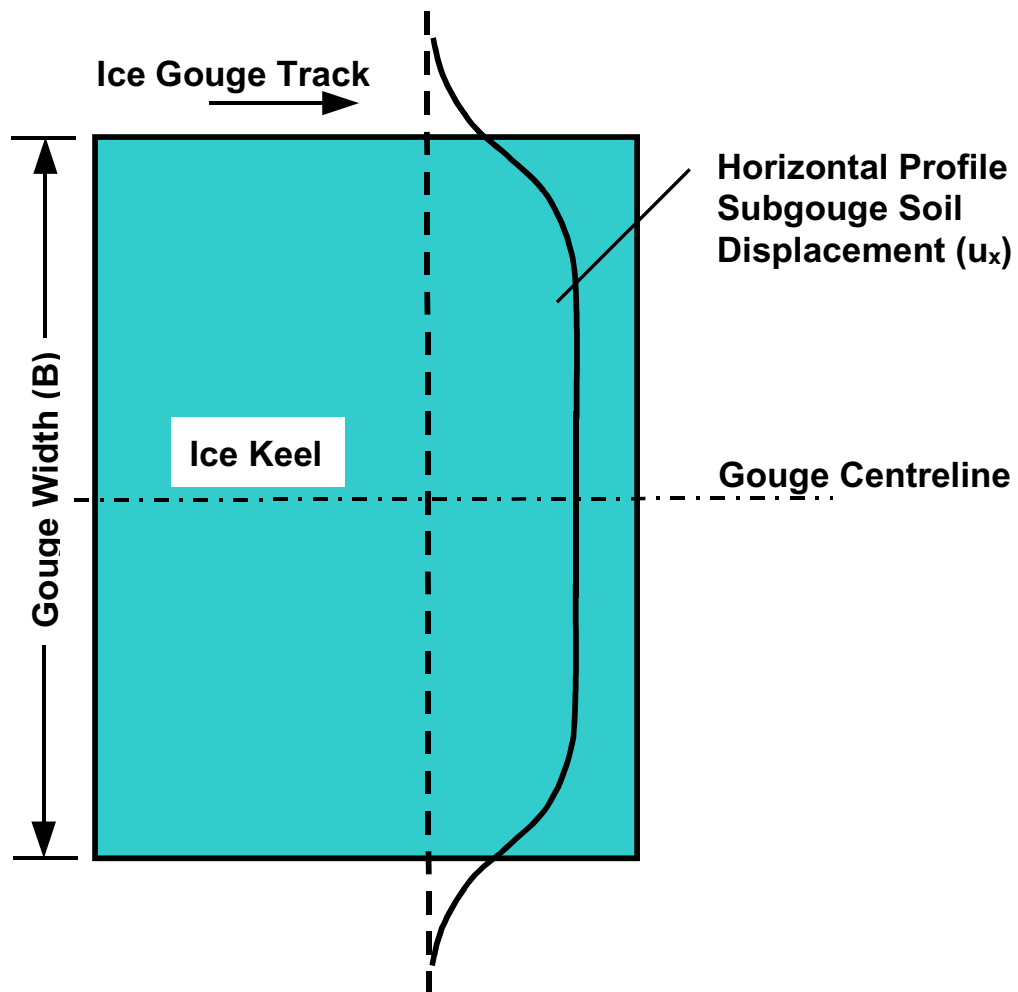 Ice Gouge Track
Horizontal Profile
Subgouge Soil
Displacement (uₓ)
Gouge Width (B)
Ice Keel
Gouge Centreline